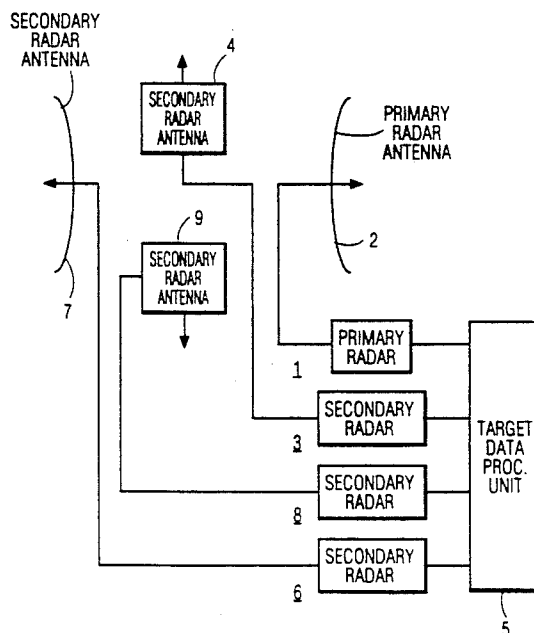 SECONDARY
RADAR
ANTENNA
4
SECONDARY
RADAR
ANTENNA
PRIMARY
RADAR
ANTENNA
9
2
SECONDARY
RADAR
ANTENNA
7
PRIMARY
RADAR
1
SECONDARY
RADAR
3
TARGET
DATA
PROC.
UNIT
SECONDARY
RADAR
8
SECONDARY
RADAR
6
5